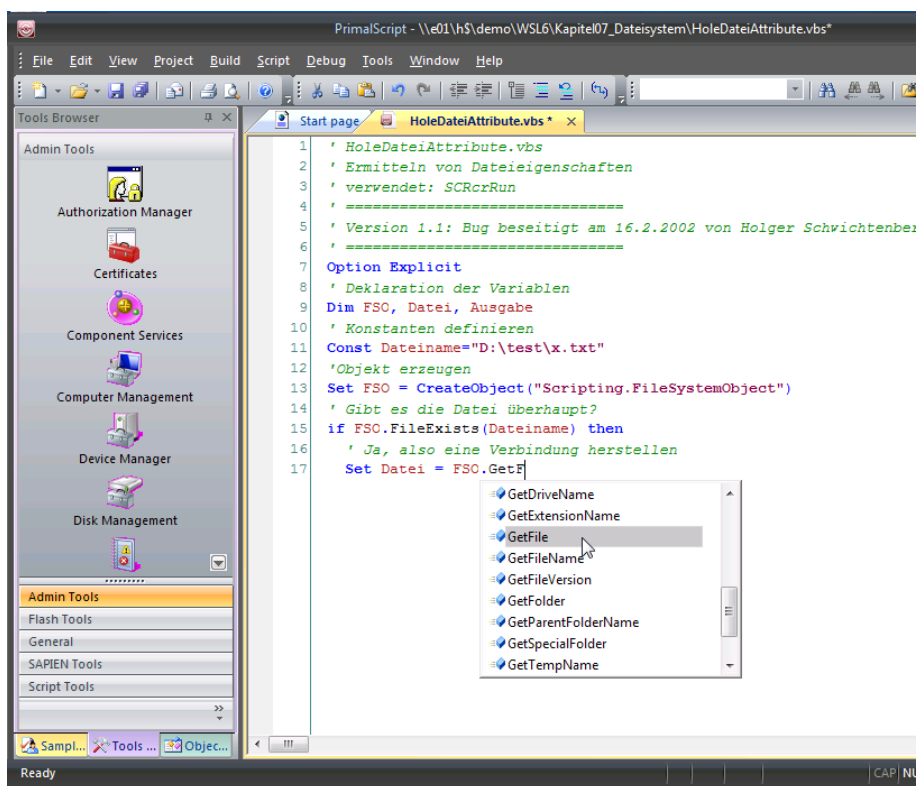 PrimalScript - \\e01\h$\demo\WSL6\Kapitel07_Dateisystem\HoleDateiAttribute.vbs*
File Edit View Project Build Script Debug Tools Window Help
Tools Browser
Start page
HoleDateiAttribute.vbs *
Admin Tools
Authorization Manager
Certificates
Component Services
Computer Management
Device Manager
Disk Management
Admin Tools
Flash Tools
General
SAPIEN Tools
Script Tools
Sampl... Tools ... Objec...
1 ' HoleDateiAttribute.vbs
2 ' Ermitteln von Dateieigenschaften
3 ' verwendet: SCRcrRun
4 ' ===============================
5 ' Version 1.1: Bug beseitigt am 16.2.2002 von Holger Schwichtenber
6 ' ===============================
7 Option Explicit
8 ' Deklaration der Variablen
9 Dim FSO, Datei, Ausgabe
10 ' Konstanten definieren
11 Const Dateiname="D:\test\x.txt"
12 'Objekt erzeugen
13 Set FSO = CreateObject("Scripting.FileSystemObject")
14 ' Gibt es die Datei überhaupt?
15 if FSO.FileExists(Dateiname) then
16 ' Ja, also eine Verbindung herstellen
17 Set Datei = FSO.GetF
GetDriveName
GetExtensionName
GetFile
GetFileName
GetFileVersion
GetFolder
GetParentFolderName
GetSpecialFolder
GetTempName
Ready
CAP NU